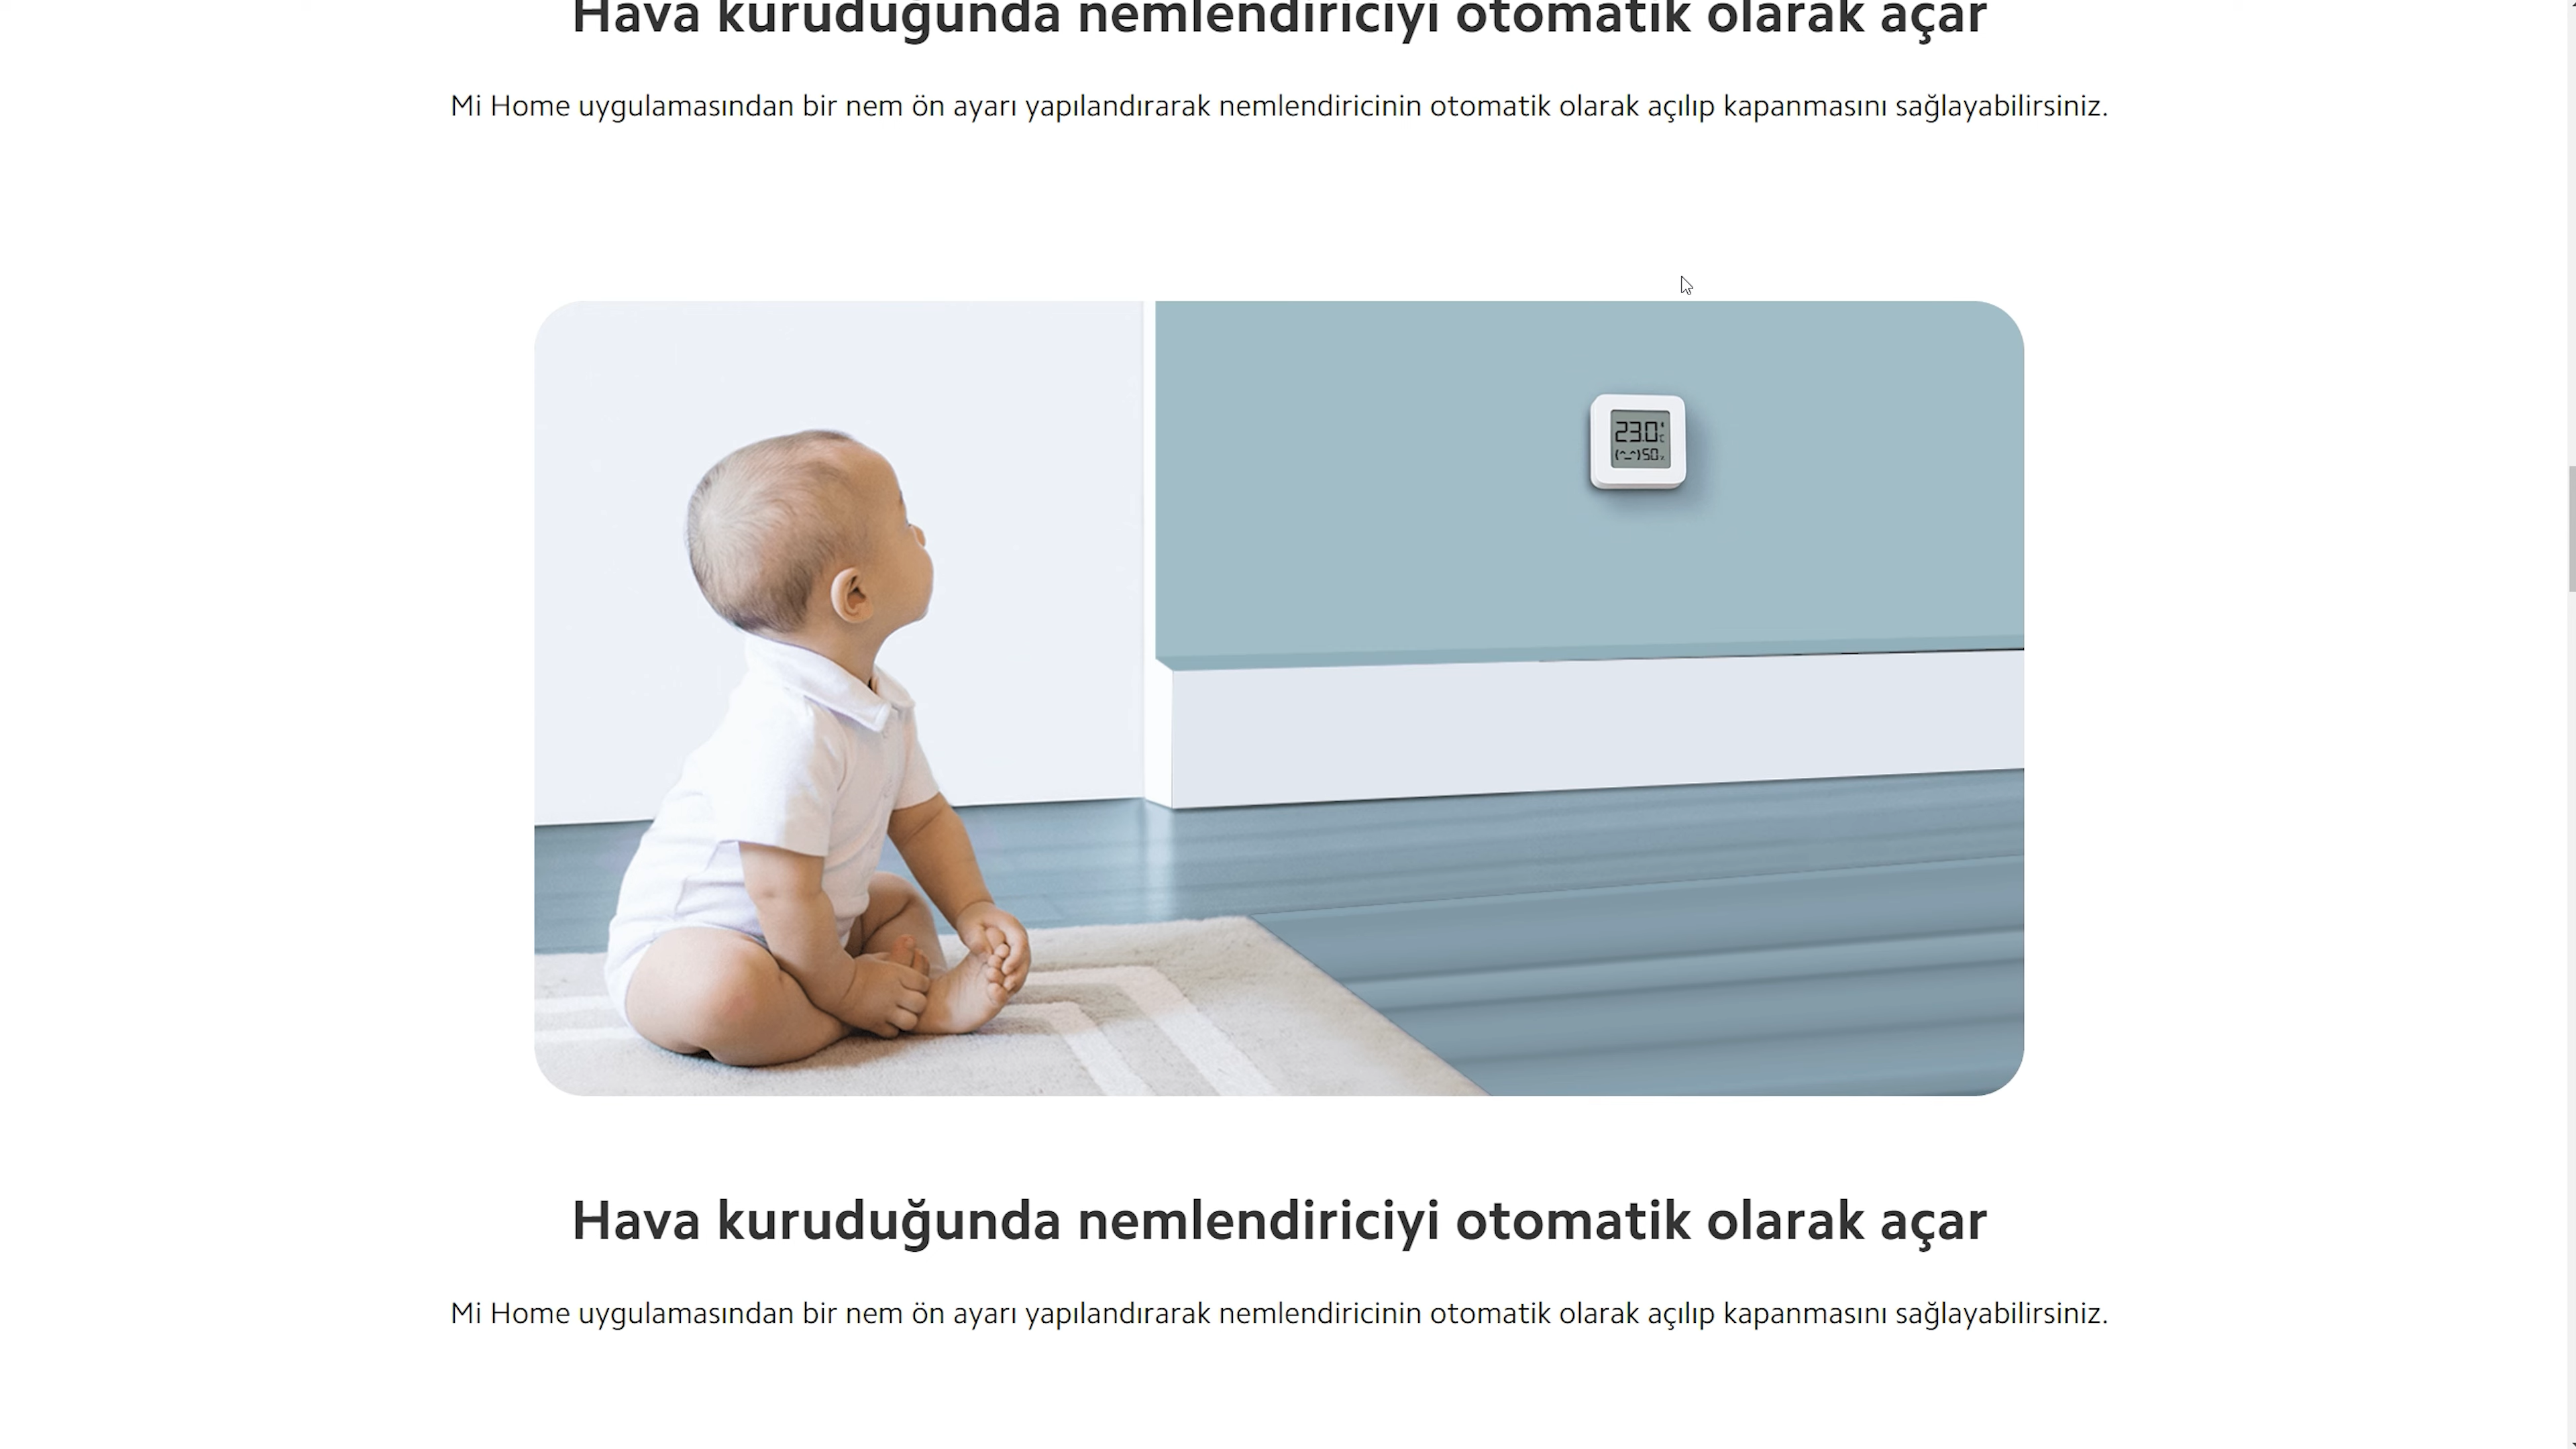 Hava kuruduğunda nemlendiriciyi otomatik olarak açar
Mi Home uygulamasından bir nem ön ayarı yapılandırarak nemlendiricinin otomatik olarak açılıp kapanmasını sağlayabilirsiniz.
23.0°C
(^_^) 50%
Hava kuruduğunda nemlendiriciyi otomatik olarak açar
Mi Home uygulamasından bir nem ön ayarı yapılandırarak nemlendiricinin otomatik olarak açılıp kapanmasını sağlayabilirsiniz.